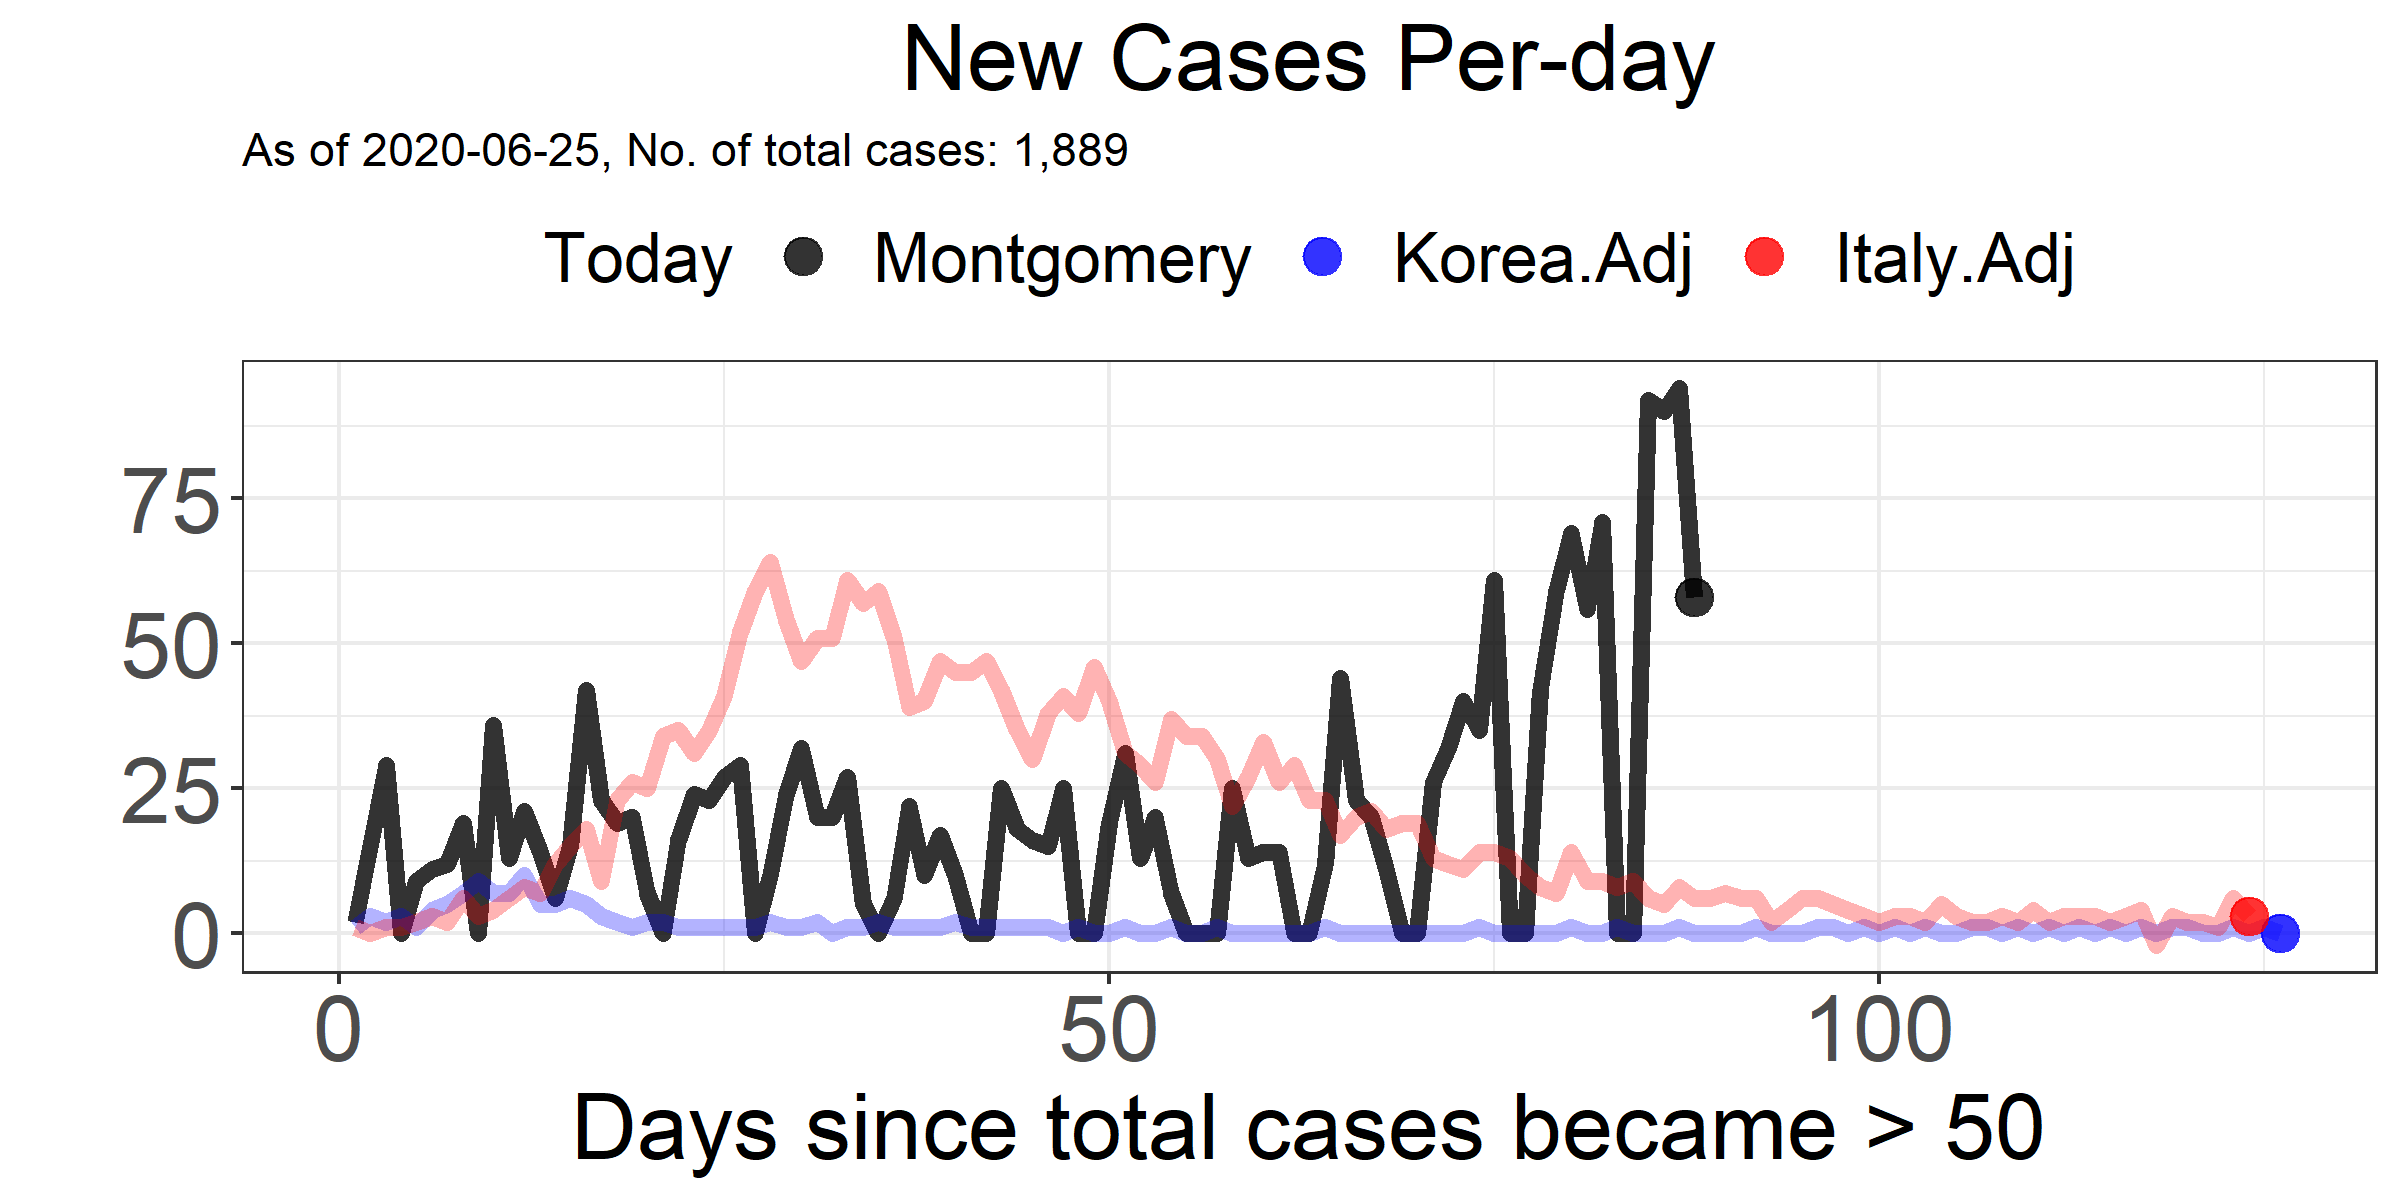 New Cases Per-day
As of 2020-06-25, No. of total cases: 1,889
Today Montgomery Korea.Adj Italy.Adj
75
50
25
0
0 50 100
Days since total cases became > 50